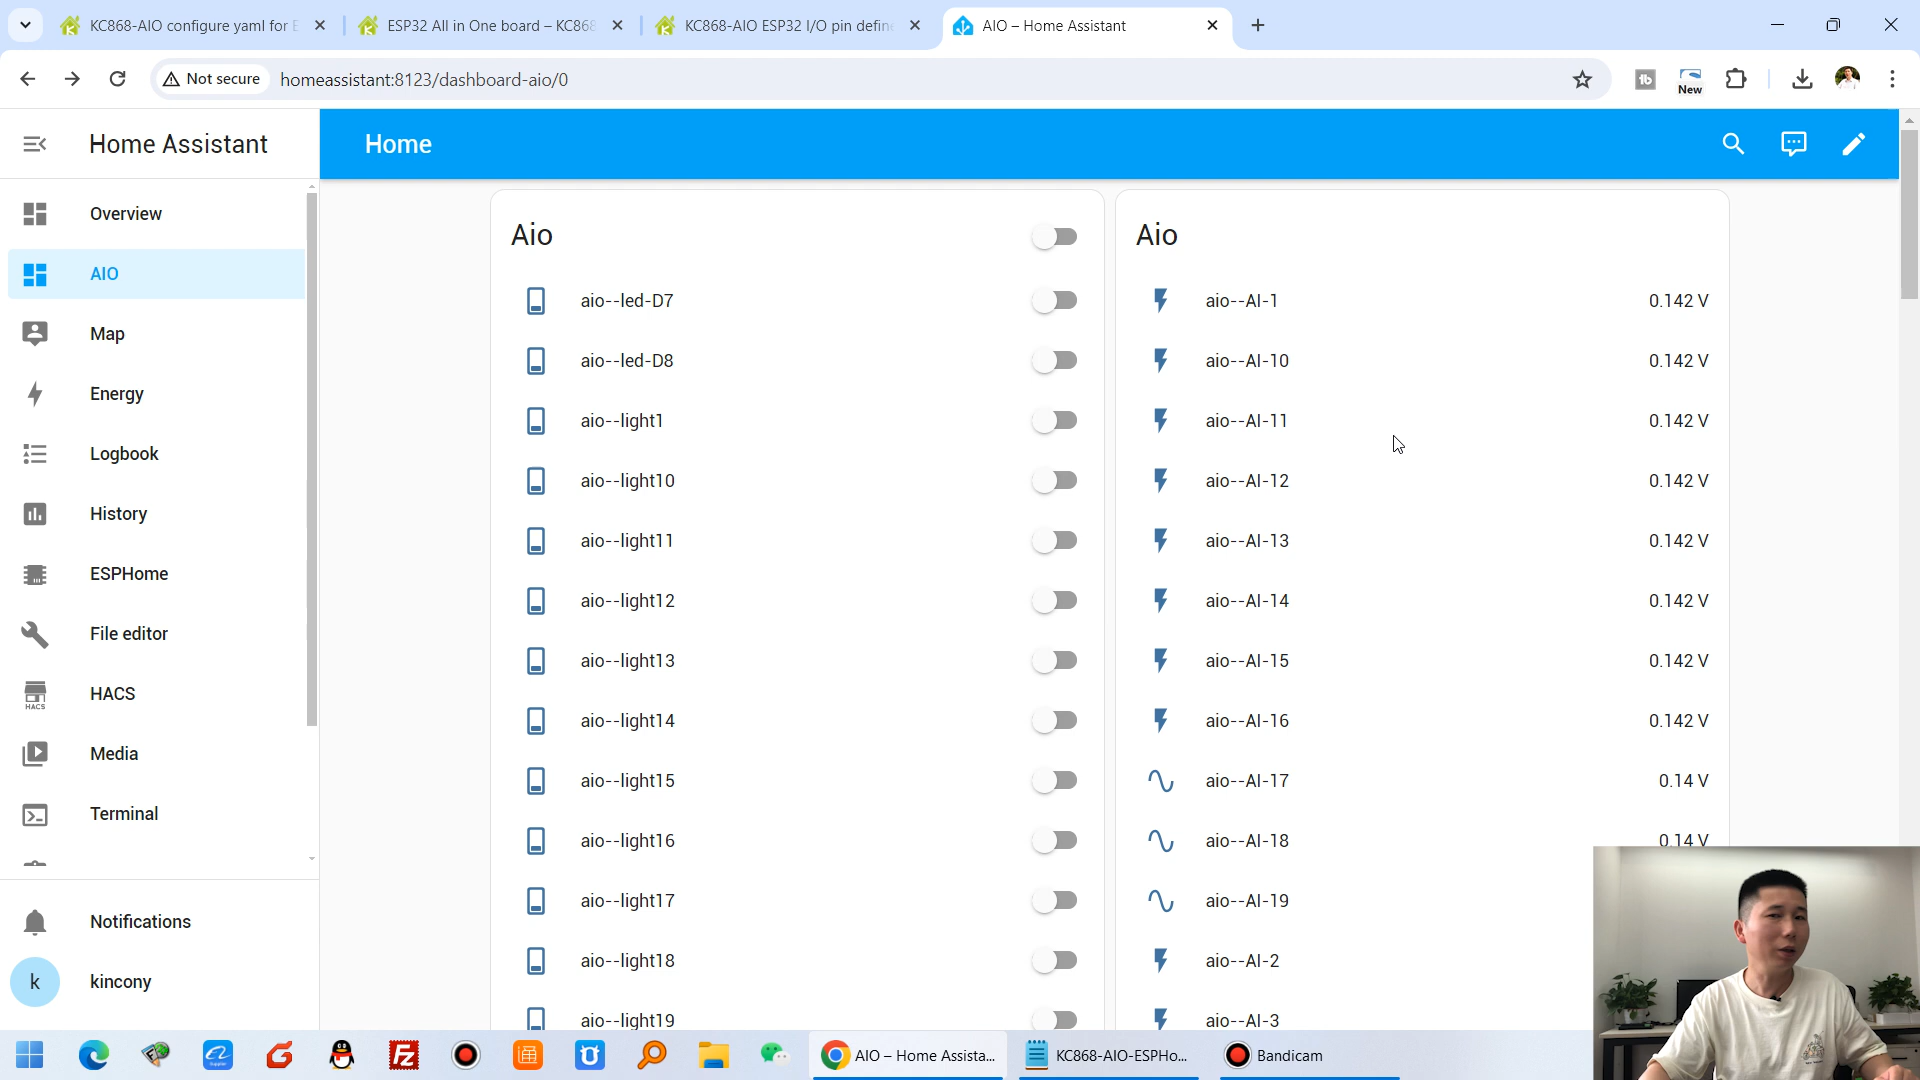 KC868-AIO configure yaml for E
ESP32 All in One board – KC868
KC868-AIO ESP32 I/O pin define
AIO – Home Assistant
Not secure
homeassistant:8123/dashboard-aio/0
New
Home Assistant
Home
Overview
AIO
Map
Energy
Logbook
History
ESPHome
File editor
HACS
HACS
Media
Terminal
Notifications
k
kincony
Aio
aio--led-D7
aio--led-D8
aio--light1
aio--light10
aio--light11
aio--light12
aio--light13
aio--light14
aio--light15
aio--light16
aio--light17
aio--light18
aio--light19
Aio
aio--AI-1 0.142 V
aio--AI-10 0.142 V
aio--AI-11 0.142 V
aio--AI-12 0.142 V
aio--AI-13 0.142 V
aio--AI-14 0.142 V
aio--AI-15 0.142 V
aio--AI-16 0.142 V
aio--AI-17 0.14 V
aio--AI-18 0.14 V
aio--AI-19
aio--AI-2
aio--AI-3
AIO – Home Assista...
KC868-AIO-ESPHo...
Bandicam